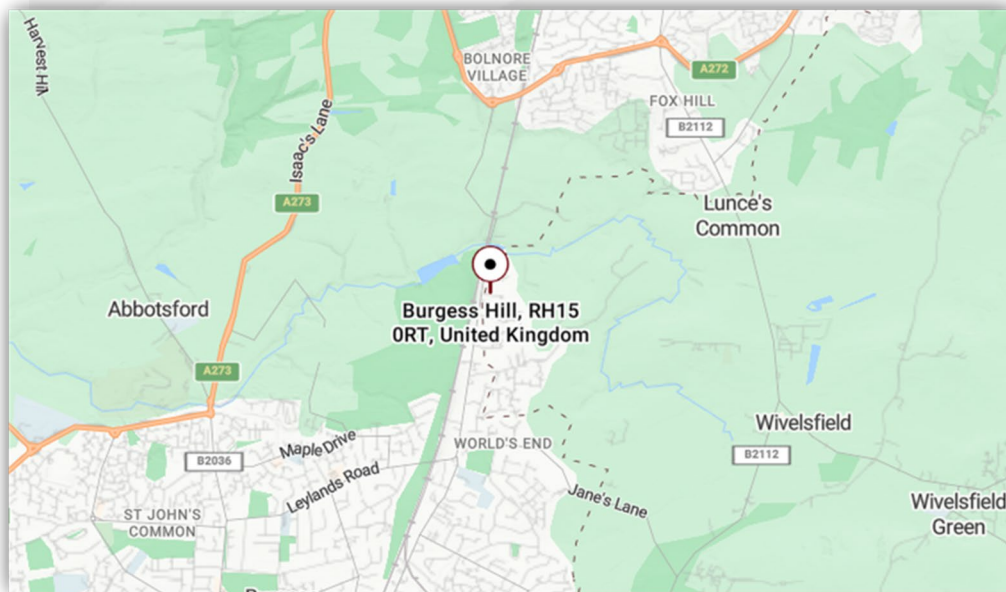 Harvest Hill
BOLNORE
VILLAGE
A272
FOX HILL
B2112
Isaac's Lane
A273
Lunce's
Common
Abbotsford
Burgess Hill, RH15
0RT, United Kingdom
A273
Wivelsfield
WORLD'S END
Maple Drive
B2036
B2112
Leylands Road
Jane's Lane
Wivelsfield
Green
ST JOHN'S
COMMON